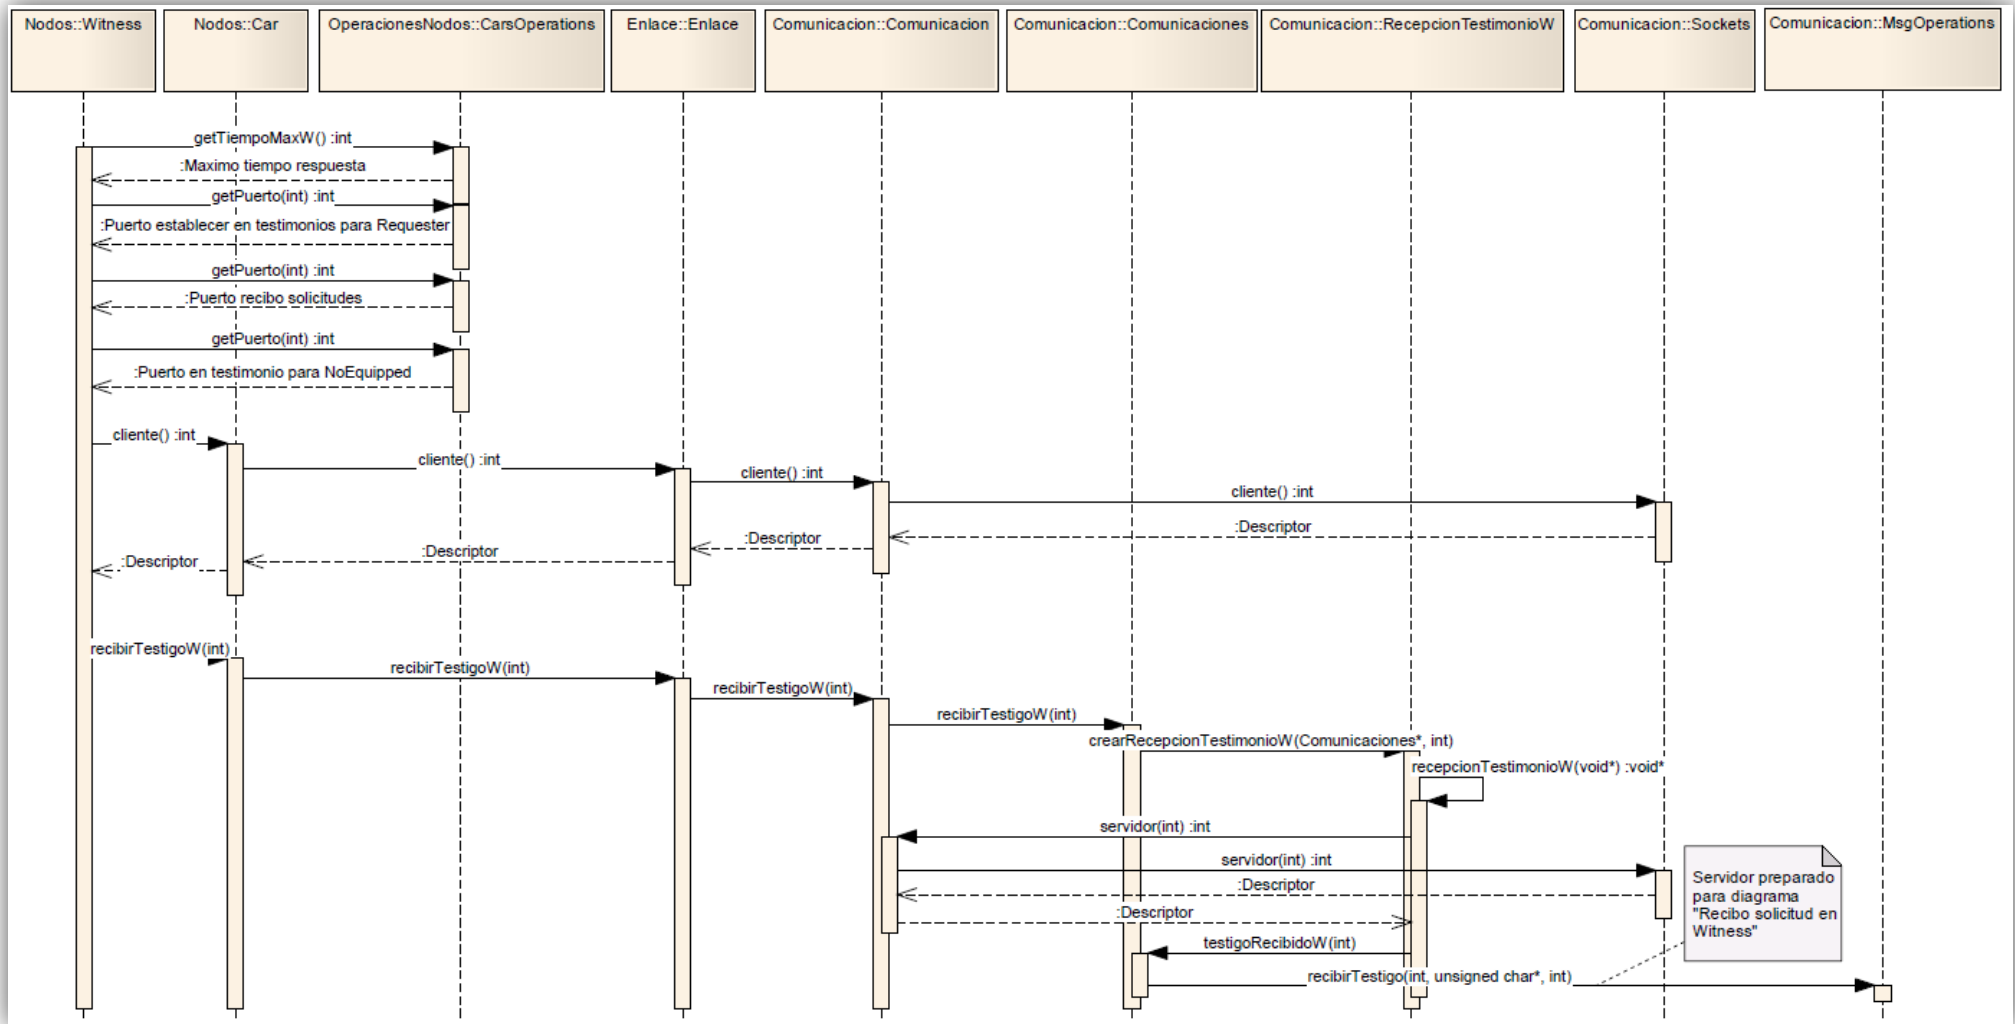 Nodos::Witness
Nodos::Car
OperacionesNodos::CarsOperations
Enlace::Enlace
Comunicacion::Comunicacion
Comunicacion::Comunicaciones
Comunicacion::RecepcionTestimonioW
Comunicacion::Sockets
Comunicacion::MsgOperations
getTiempoMaxW() :int
:Maximo tiempo respuesta
getPuerto(int) :int
:Puerto establecer en testimonios para Requester
getPuerto(int) :int
:Puerto recibo solicitudes
getPuerto(int) :int
:Puerto en testimonio para NoEquipped
cliente() :int
cliente() :int
cliente() :int
cliente() :int
:Descriptor
:Descriptor
:Descriptor
:Descriptor
recibirTestigoW(int)
recibirTestigoW(int)
recibirTestigoW(int)
recibirTestigoW(int)
crearRecepcionTestimonioW(Comunicaciones*, int)
recepcionTestimonioW(void*) :void*
servidor(int) :int
servidor(int) :int
:Descriptor
:Descriptor
testigoRecibidoW(int)
recibirTestigo(int, unsigned char*, int)
Servidor preparado
para diagrama
"Recibo solicitud en
Witness"